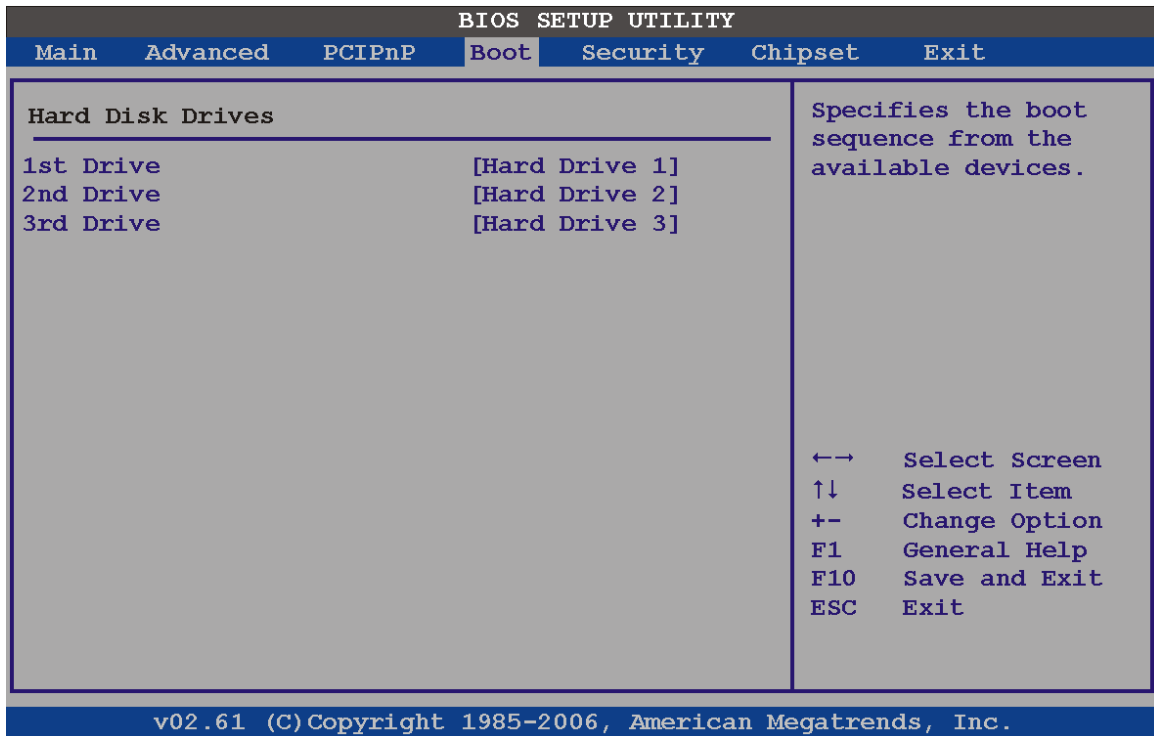 BIOS SETUP UTILITY
Main Advanced PCIPnP Boot Security Chipset Exit
Hard Disk Drives
1st Drive [Hard Drive 1]
2nd Drive [Hard Drive 2]
3rd Drive [Hard Drive 3]
Specifies the boot
sequence from the
available devices.
←→ Select Screen
↑↓ Select Item
+- Change Option
F1 General Help
F10 Save and Exit
ESC Exit
v02.61 (C)Copyright 1985-2006, American Megatrends, Inc.